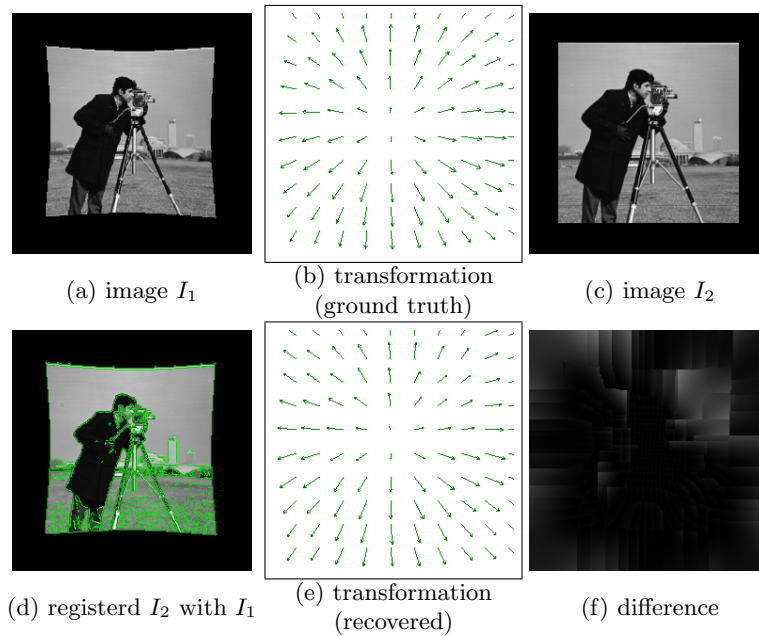 (a) image I1
(b) transformation
(ground truth)
(c) image I2
(d) registerd I2 with I1
(e) transformation
(recovered)
(f) difference